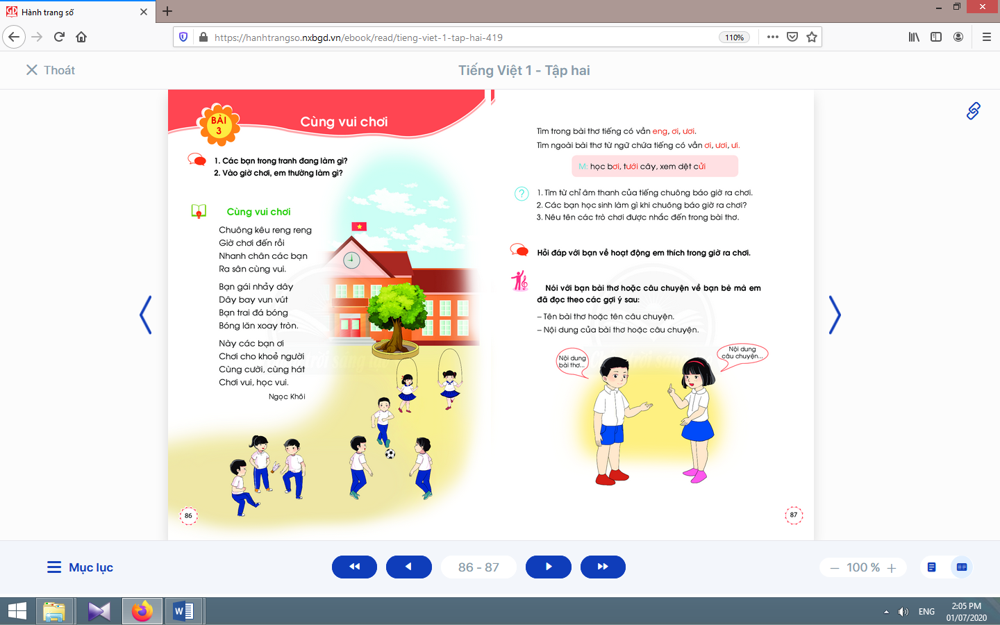 Hành trang số
https://hanhtrangso.nxbgd.vn/ebook/read/tieng-viet-1-tap-hai-419
110%
Thoát
Tiếng Việt 1 - Tập hai
BÀI
3
Cùng vui chơi
1. Các bạn trong tranh đang làm gì?
2. Vào giờ chơi, em thường làm gì?
Cùng vui chơi
Chuông kêu reng reng
Giờ chơi đến rồi
Nhanh chân các bạn
Ra sân cùng vui.
Bạn gái nhảy dây
Dây bay vun vút
Bạn trai đá bóng
Bóng lăn xoay tròn.
Này các bạn ơi
Chơi cho khoẻ người
Cùng cười, cùng hát
Chơi vui, học vui.
Ngọc Khôi
86
Tìm trong bài thơ tiếng có vần eng, ơi, ươi.
Tìm ngoài bài thơ từ ngữ chứa tiếng có vần ơi, ươi, ưi.
M: học bơi, tưới cây, xem dệt cửi
?
1. Tìm từ chỉ âm thanh của tiếng chuông báo giờ ra chơi.
2. Các bạn học sinh làm gì khi chuông báo giờ ra chơi?
3. Nêu tên các trò chơi được nhắc đến trong bài thơ.
Hỏi đáp với bạn về hoạt động em thích trong giờ ra chơi.
Nói với bạn bài thơ hoặc câu chuyện về bạn bè mà em
đã đọc theo các gợi ý sau:
– Tên bài thơ hoặc tên câu chuyện.
– Nội dung của bài thơ hoặc câu chuyện.
Nội dung
bài thơ...
Nội dung
câu chuyện...
87
Mục lục
86 - 87
100 %
ENG
2:05 PM
01/07/2020